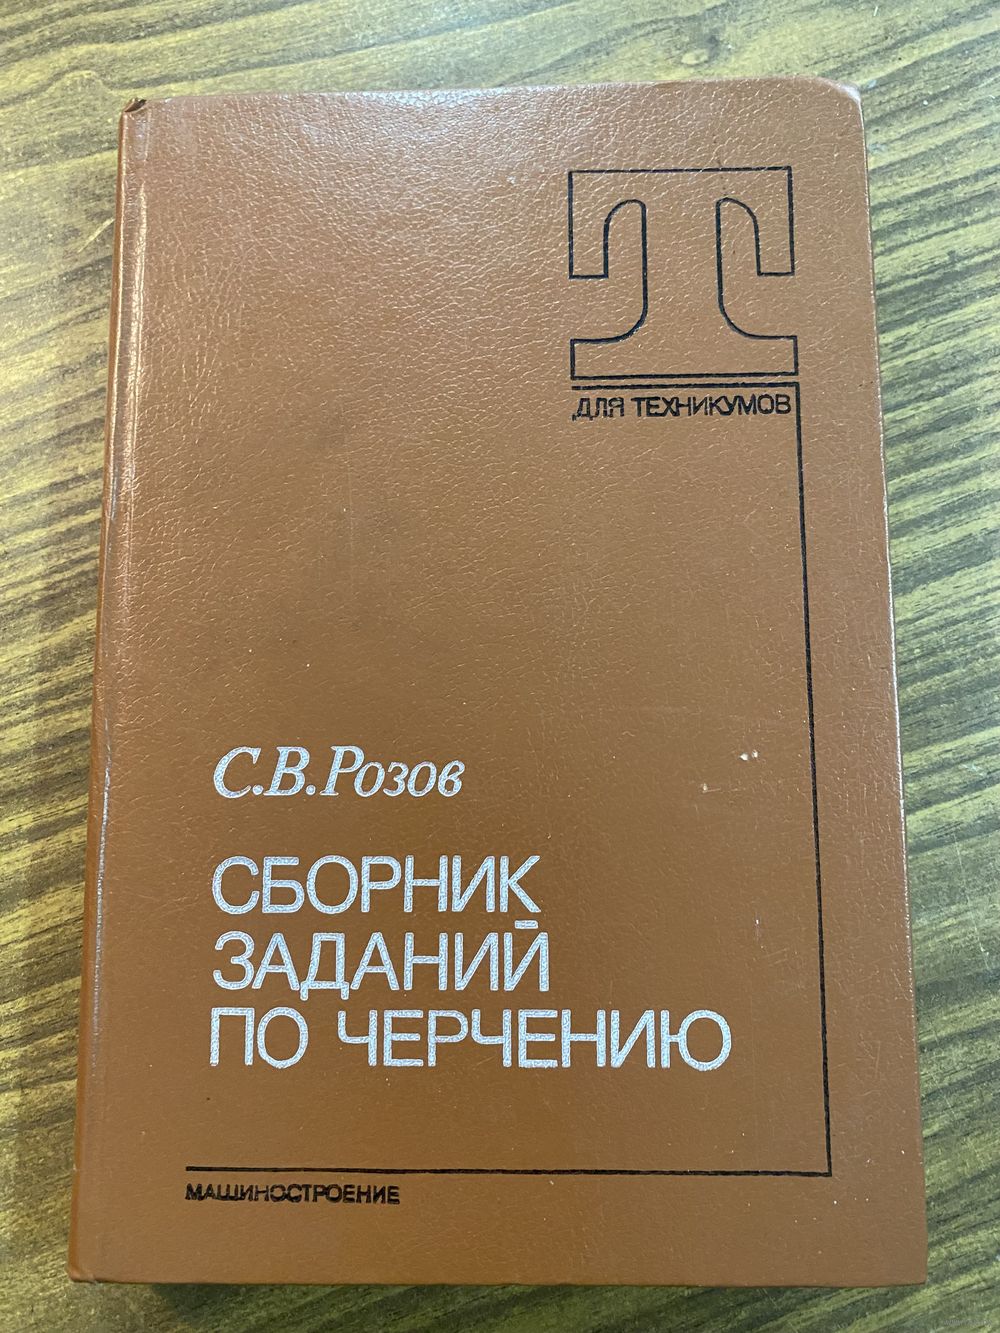 Т
ДЛЯ ТЕХНИКУМОВ
С.В.Розов
СБОРНИК
ЗАДАНИЙ
ПО ЧЕРЧЕНИЮ
МАШИНОСТРОЕНИЕ